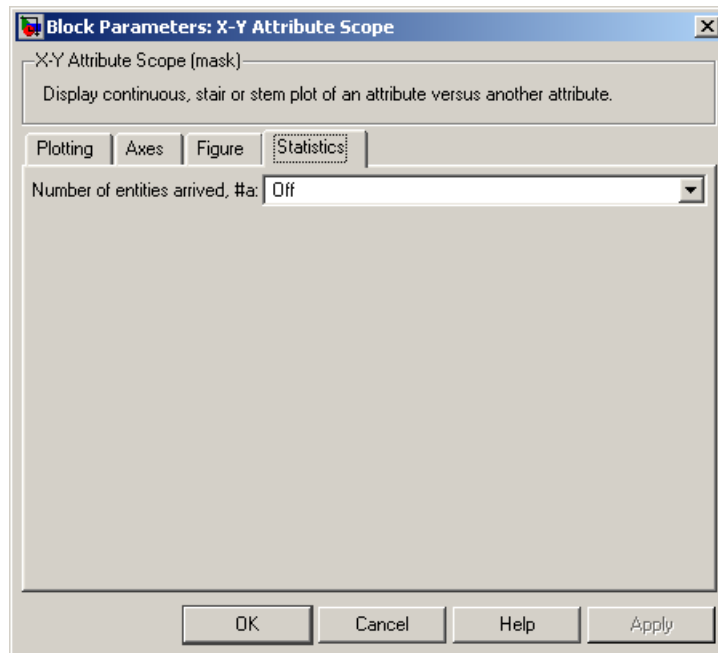 Block Parameters: X-Y Attribute Scope
X-Y Attribute Scope (mask)
Display continuous, stair or stem plot of an attribute versus another attribute.
Plotting Axes Figure Statistics
Number of entities arrived, #a: Off
OK Cancel Help Apply